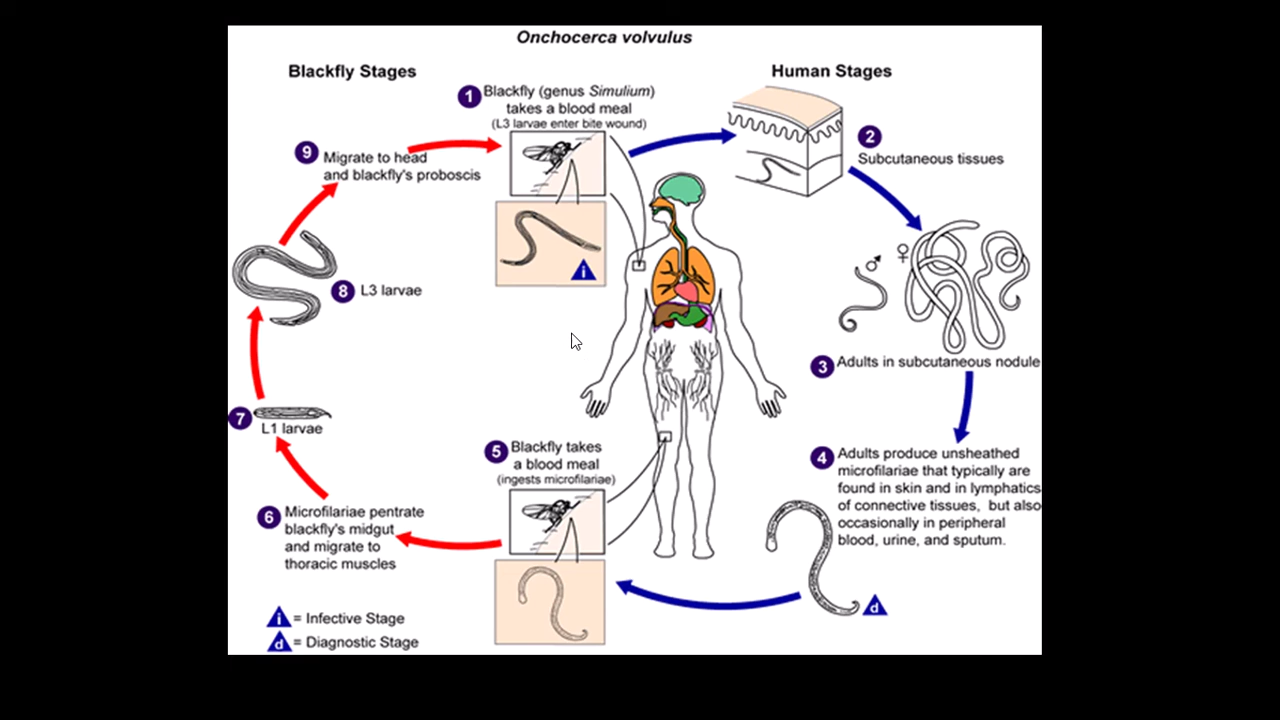 Onchocerca volvulus
Blackfly Stages
Human Stages
1 Blackfly (genus Simulium)
takes a blood meal
(L3 larvae enter bite wound)
i
2
Subcutaneous tissues
♂ ♀
3 Adults in subcutaneous nodule
4 Adults produce unsheathed
microfilariae that typically are
found in skin and in lymphatics
of connective tissues, but also
occasionally in peripheral
blood, urine, and sputum.
d
5 Blackfly takes
a blood meal
(ingests microfilariae)
6 Microfilariae pentrate
blackfly's midgut
and migrate to
thoracic muscles
7
L1 larvae
8 L3 larvae
9 Migrate to head
and blackfly's proboscis
i = Infective Stage
d = Diagnostic Stage